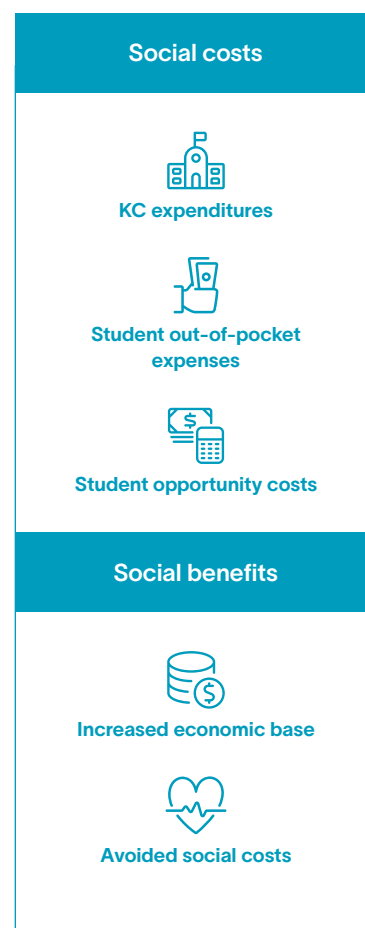 Social costs
KC expenditures
Student out-of-pocket
expenses
$
Student opportunity costs
Social benefits
$
Increased economic base
Avoided social costs